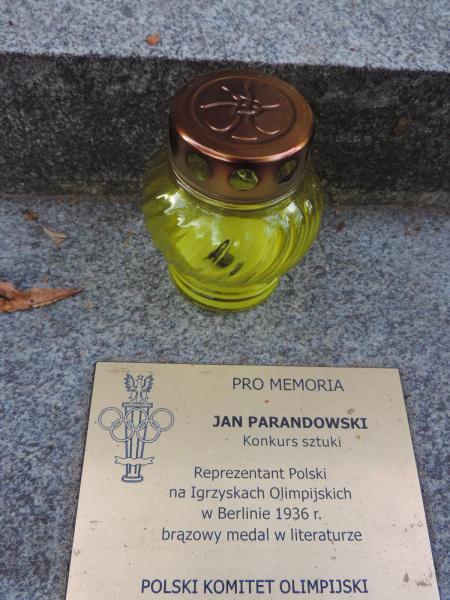 PRO MEMORIA
JAN PARANDOWSKI
Konkurs sztuki
Reprezentant Polski
na Igrzyskach Olimpijskich
w Berlinie 1936 r.
brązowy medal w literaturze
POLSKI KOMITET OLIMPIJSKI